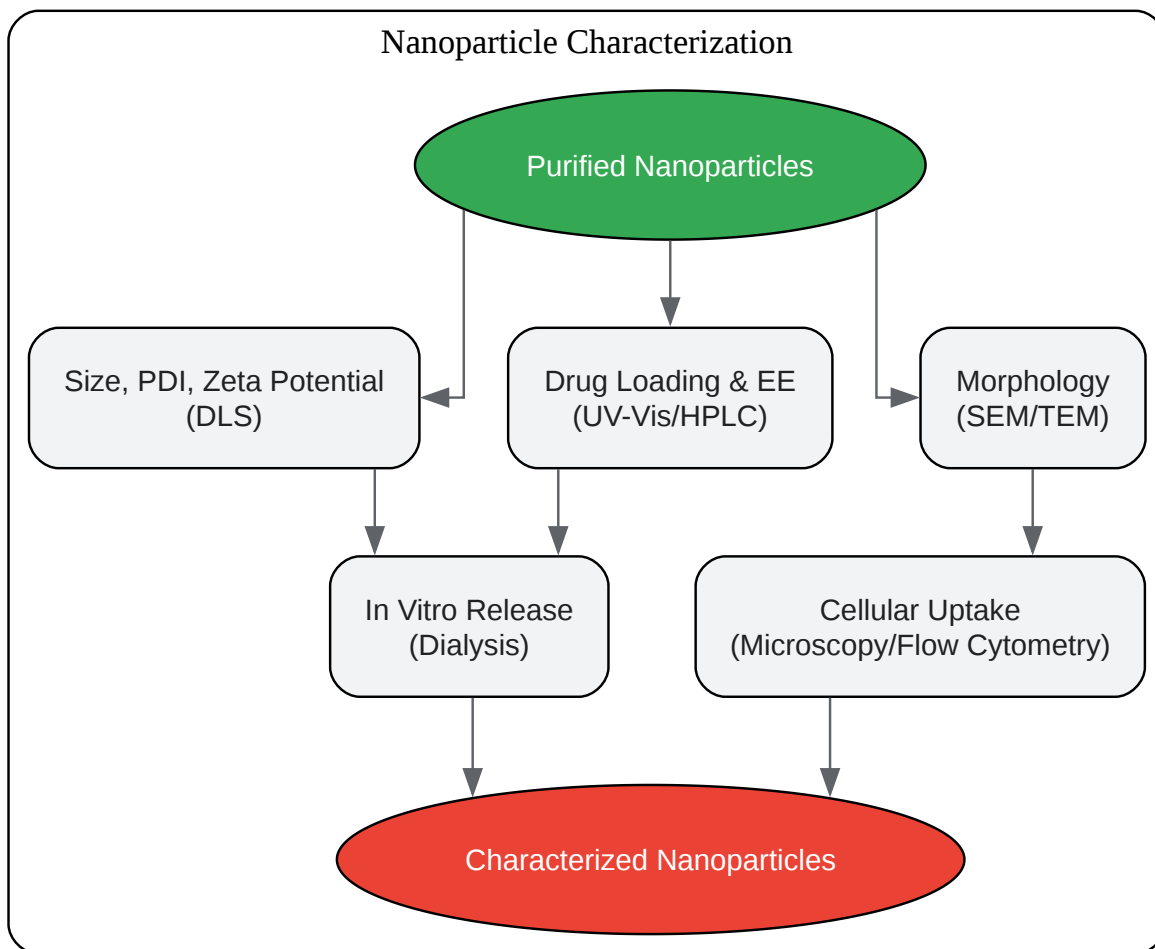 Nanoparticle Characterization
Purified Nanoparticles
Size, PDI, Zeta Potential
(DLS)
Drug Loading & EE
(UV-Vis/HPLC)
Morphology
(SEM/TEM)
In Vitro Release
(Dialysis)
Cellular Uptake
(Microscopy/Flow Cytometry)
Characterized Nanoparticles